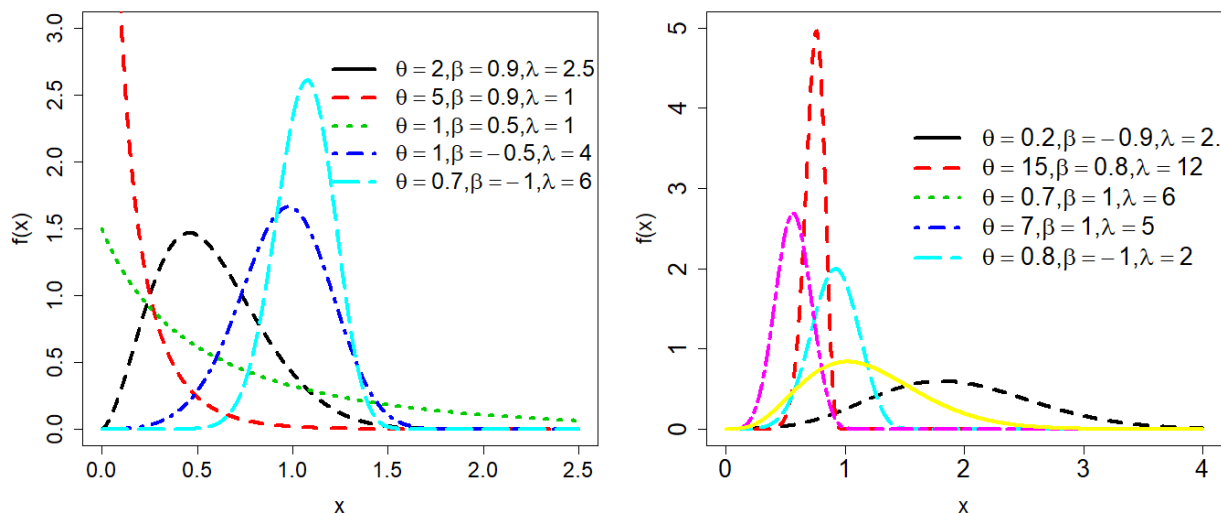 f(x)
3.0
2.5
2.0
1.5
1.0
0.5
0.0
θ = 2,β = 0.9,λ = 2.5
θ = 5,β = 0.9,λ = 1
θ = 1,β = 0.5,λ = 1
θ = 1,β = −0.5,λ = 4
θ = 0.7,β = −1,λ = 6
0.0 0.5 1.0 1.5 2.0 2.5
x
f(x)
5
4
3
2
1
0
θ = 0.2,β = −0.9,λ = 2.
θ = 15,β = 0.8,λ = 12
θ = 0.7,β = 1,λ = 6
θ = 7,β = 1,λ = 5
θ = 0.8,β = −1,λ = 2
0 1 2 3 4
x